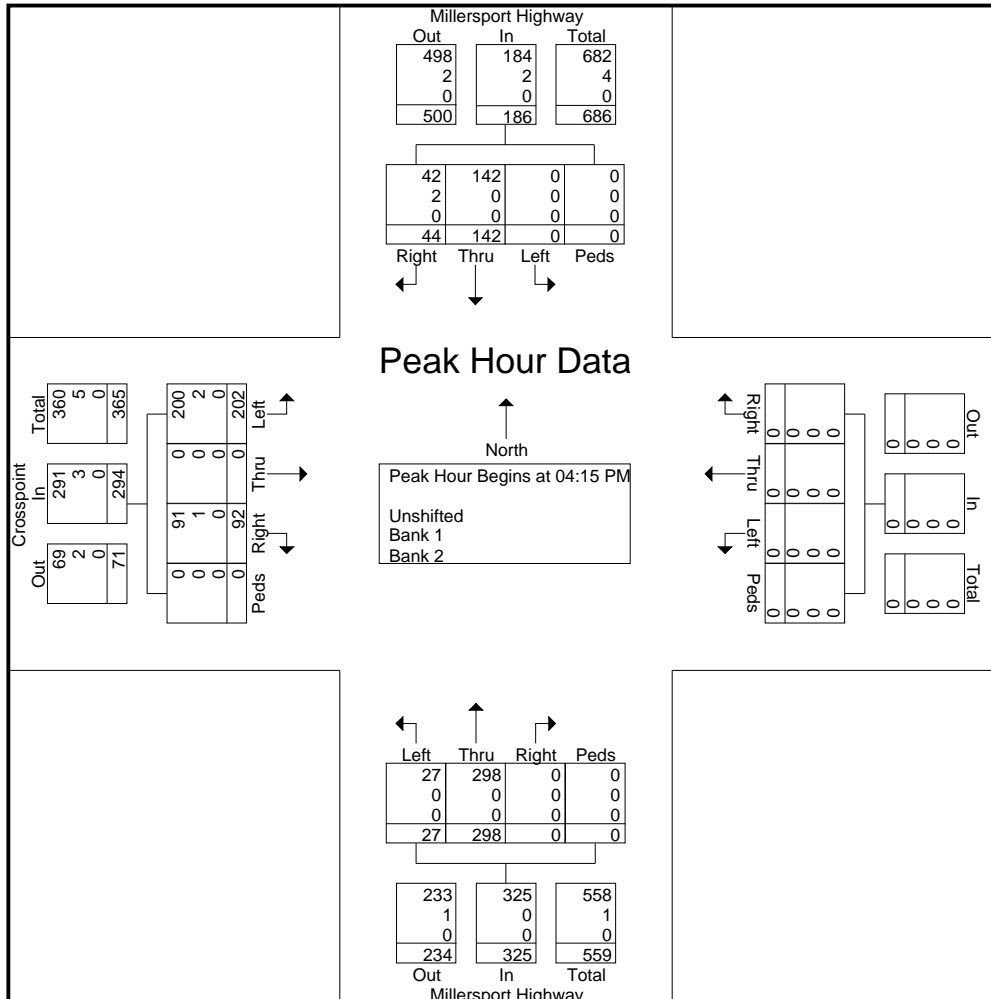 Millersport Highway
Out In Total
498 184 682
2 2 4
0 0 0
500 186 686
42 142 0 0
2 0 0 0
0 0 0 0
44 142 0 0
Right Thru Left Peds
Peak Hour Data
North
Peak Hour Begins at 04:15 PM
Unshifted
Bank 1
Bank 2
Crosspoint
Out In Total
69 291 360
2 3 5
0 0 0
71 294 365
Peds Right Thru Left
0 91 0 200
0 1 0 2
0 0 0 0
0 92 0 202
Right Thru Left Peds
0 0 0 0
0 0 0 0
0 0 0 0
0 0 0 0
Out In Total
0 0 0
0 0 0
0 0 0
0 0 0
Left Thru Right Peds
27 298 0 0
0 0 0 0
0 0 0 0
27 298 0 0
233 325 558
1 0 1
0 0 0
234 325 559
Out In Total
Millersport Highway